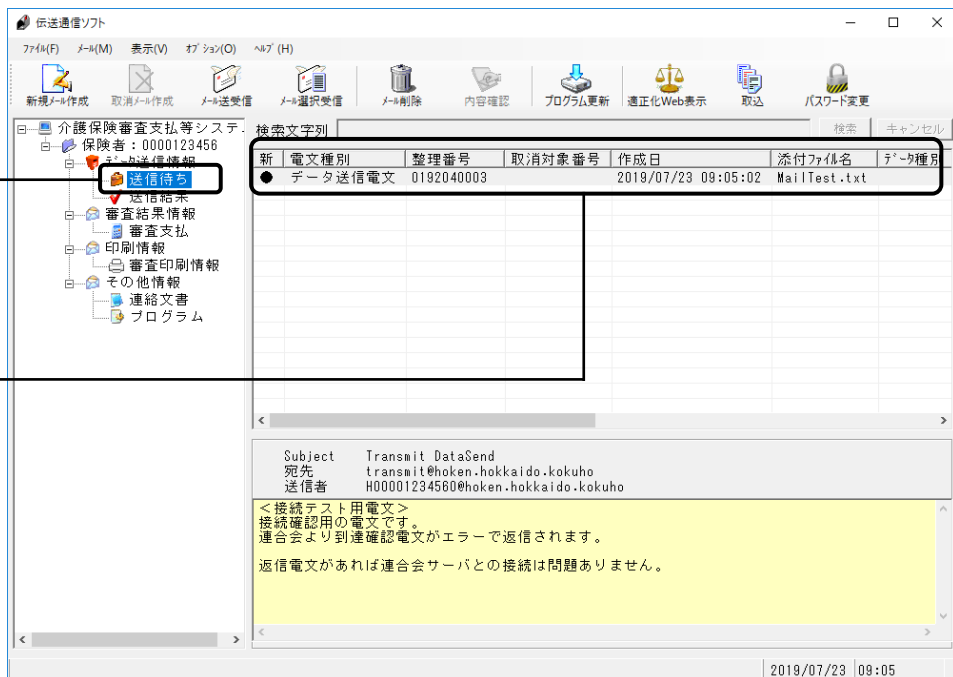 伝送通信ソフト
ファイル(F) メール(M) 表示(V) オプション(O) ヘルプ(H)
新規メール作成 取消メール作成 メール送受信 メール選択受信 メール削除 内容確認 プログラム更新 適正化Web表示 取込 パスワード変更
介護保険審査支払等システ.
保険者：0000123456
データ送信情報
送信待ち
送信結果
審査結果情報
審査支払
印刷情報
審査印刷情報
その他情報
連絡文書
プログラム
検索文字列 検索 キャンセル
新 電文種別 整理番号 取消対象番号 作成日 添付ファイル名 データ種別
● データ送信電文 0192040003 2019/07/23 09:05:02 MailTest.txt
Subject Transmit DataSend
宛先 transmit@hoken.hokkaido.kokuho
送信者 H00001234560@hoken.hokkaido.kokuho
＜接続テスト用電文＞
接続確認用の電文です。
連合会より到達確認電文がエラーで返信されます。
返信電文があれば連合会サーバとの接続は問題ありません。
2019/07/23 09:05